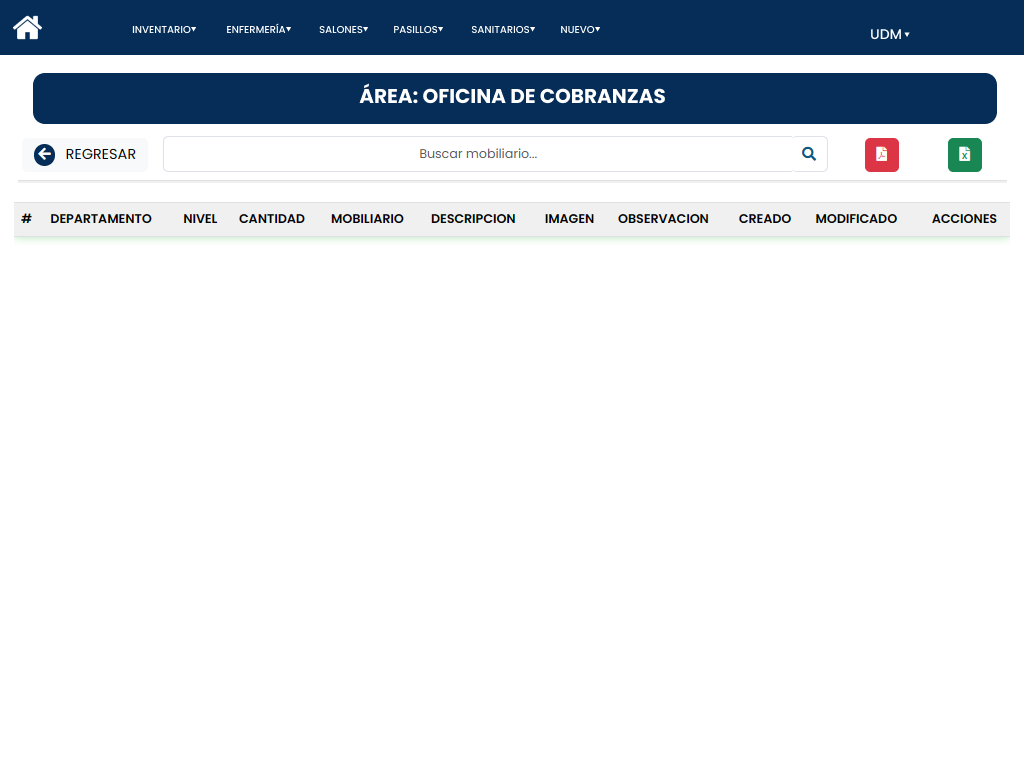 INVENTARIO▾ ENFERMERÍA▾ SALONES▾ PASILLOS▾ SANITARIOS▾ NUEVO▾ UDM ▾
ÁREA: OFICINA DE COBRANZAS
REGRESAR Buscar mobiliario...
# DEPARTAMENTO NIVEL CANTIDAD MOBILIARIO DESCRIPCION IMAGEN OBSERVACION CREADO MODIFICADO ACCIONES